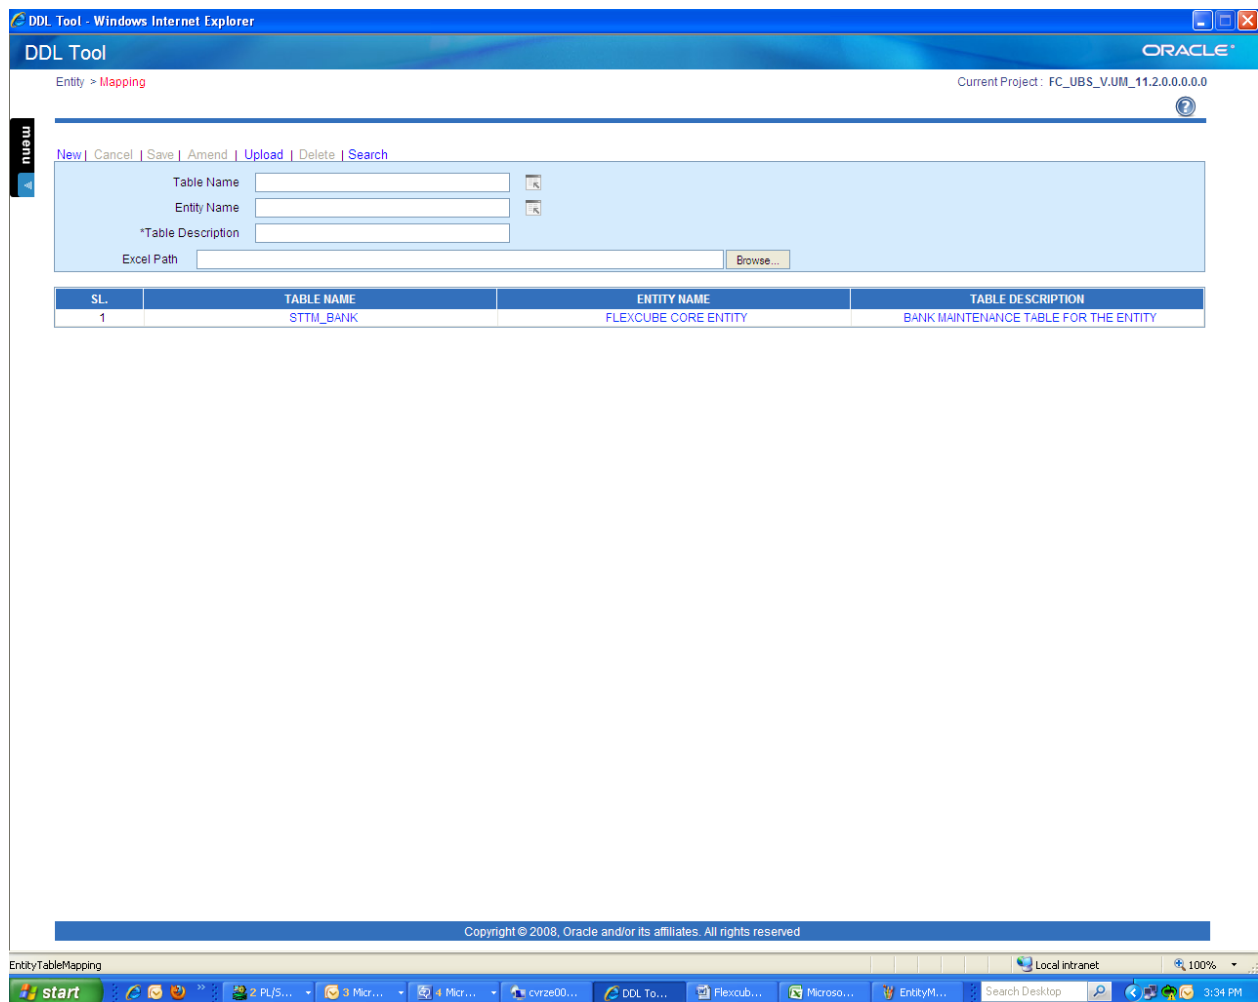 DDL Tool - Windows Internet Explorer
DDL Tool
ORACLE
Entity > Mapping
Current Project : FC_UBS_V.UM_11.2.0.0.0.0.0
menu
New | Cancel | Save | Amend | Upload | Delete | Search
Table Name
Entity Name
*Table Description
Excel Path
Browse...
SL. TABLE NAME ENTITY NAME TABLE DESCRIPTION
1 STTM_BANK FLEXCUBE CORE ENTITY BANK MAINTENANCE TABLE FOR THE ENTITY
Copyright © 2008, Oracle and/or its affiliates. All rights reserved
EntityTableMapping
Local intranet
100%
start
2 PL/S...
3 Micr...
4 Micr...
cvrze00...
DDL To...
Flexcub...
Microso...
EntityM...
Search Desktop
3:34 PM